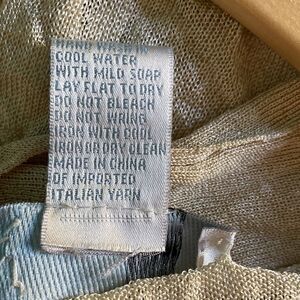 HAND WASH IN
COOL WATER
WITH MILD SOAP
LAY FLAT TO DRY
DO NOT BLEACH
DO NOT WRING
IRON WITH COOL
IRON OR DRY CLEAN
MADE IN CHINA
OF IMPORTED
ITALIAN YARN